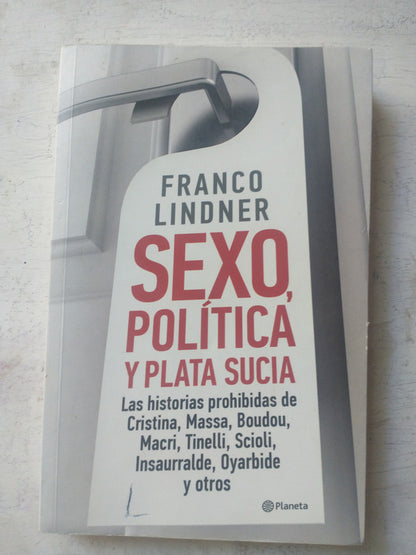 FRANCO
LINDNER
SEXO,
POLÍTICA
Y PLATA SUCIA
Las historias prohibidas de
Cristina, Massa, Boudou,
Macri, Tinelli, Scioli,
Insaurralde, Oyarbide
y otros
Planeta